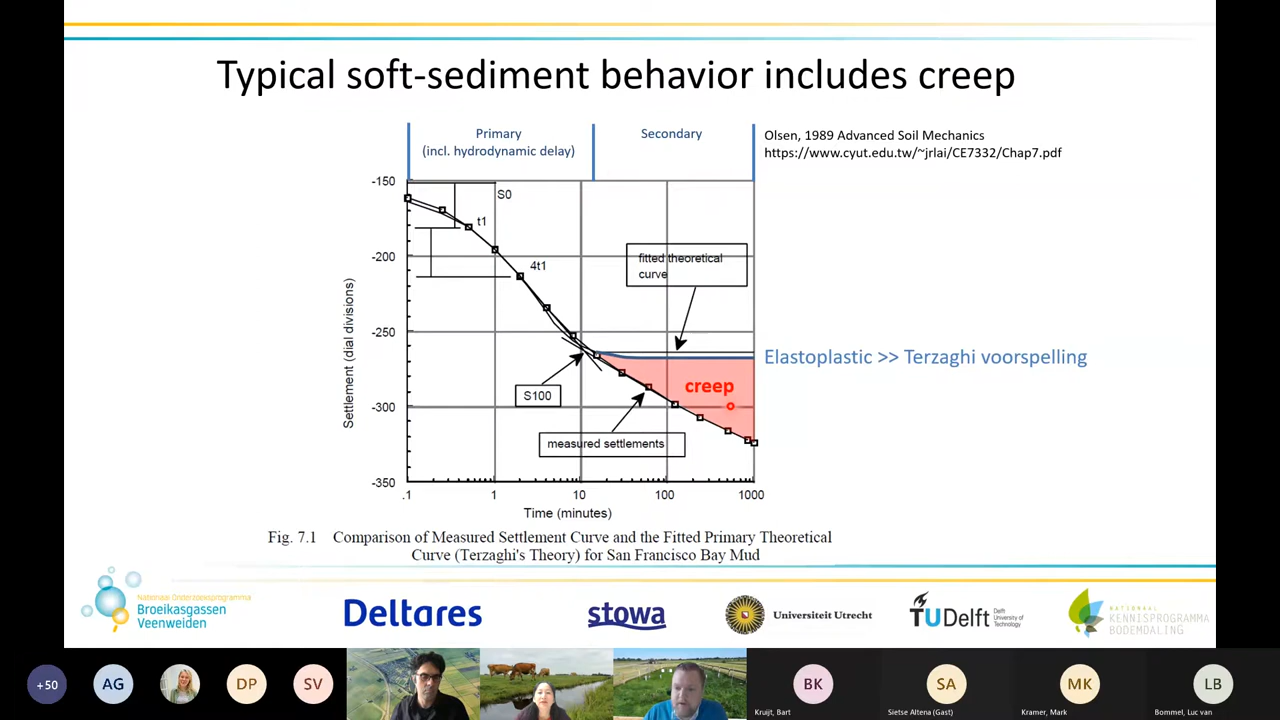 Typical soft-sediment behavior includes creep
Primary
(incl. hydrodynamic delay)
Secondary
Olsen, 1989 Advanced Soil Mechanics
https://www.cyut.edu.tw/~jrlai/CE7332/Chap7.pdf
-150
S0
t1
-200
4t1
fitted theoretical
curve
-250
Elastoplastic >> Terzaghi voorspelling
creep
S100
-300
measured settlements
-350
Settlement (dial divisions)
.1
1
10
100
1000
Time (minutes)
Fig. 7.1 Comparison of Measured Settlement Curve and the Fitted Primary Theoretical
Curve (Terzaghi's Theory) for San Francisco Bay Mud
Nationaal Onderzoeksprogramma
Broeikasgassen
Veenweiden
Deltares
stowa
Universiteit Utrecht
TUDelft
Delft
University of
Technology
NATIONAAL
KENNISPROGRAMMA
BODEMDALING
+50
AG
DP
SV
BK
Kruijt, Bart
SA
Sietse Altena (Gast)
MK
Kramer, Mark
LB
Bommel, Luc van